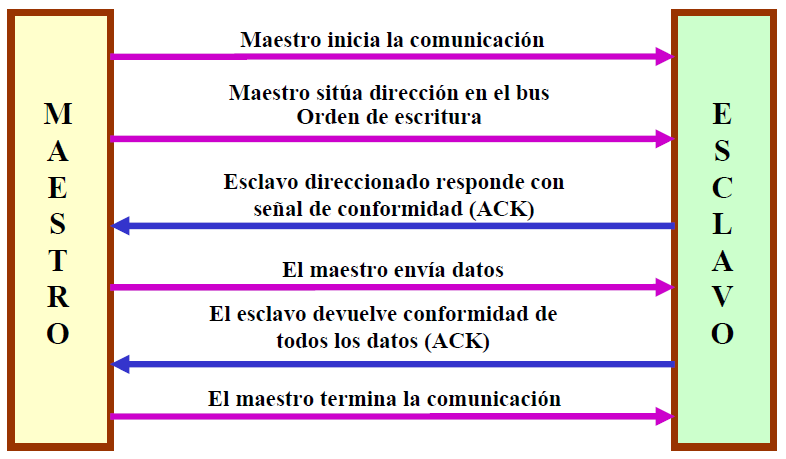 MAESTRO
Maestro inicia la comunicación
Maestro sitúa dirección en el bus
Orden de escritura
Esclavo direccionado responde con
señal de conformidad (ACK)
El maestro envía datos
El esclavo devuelve conformidad de
todos los datos (ACK)
El maestro termina la comunicación
ESCLAVO